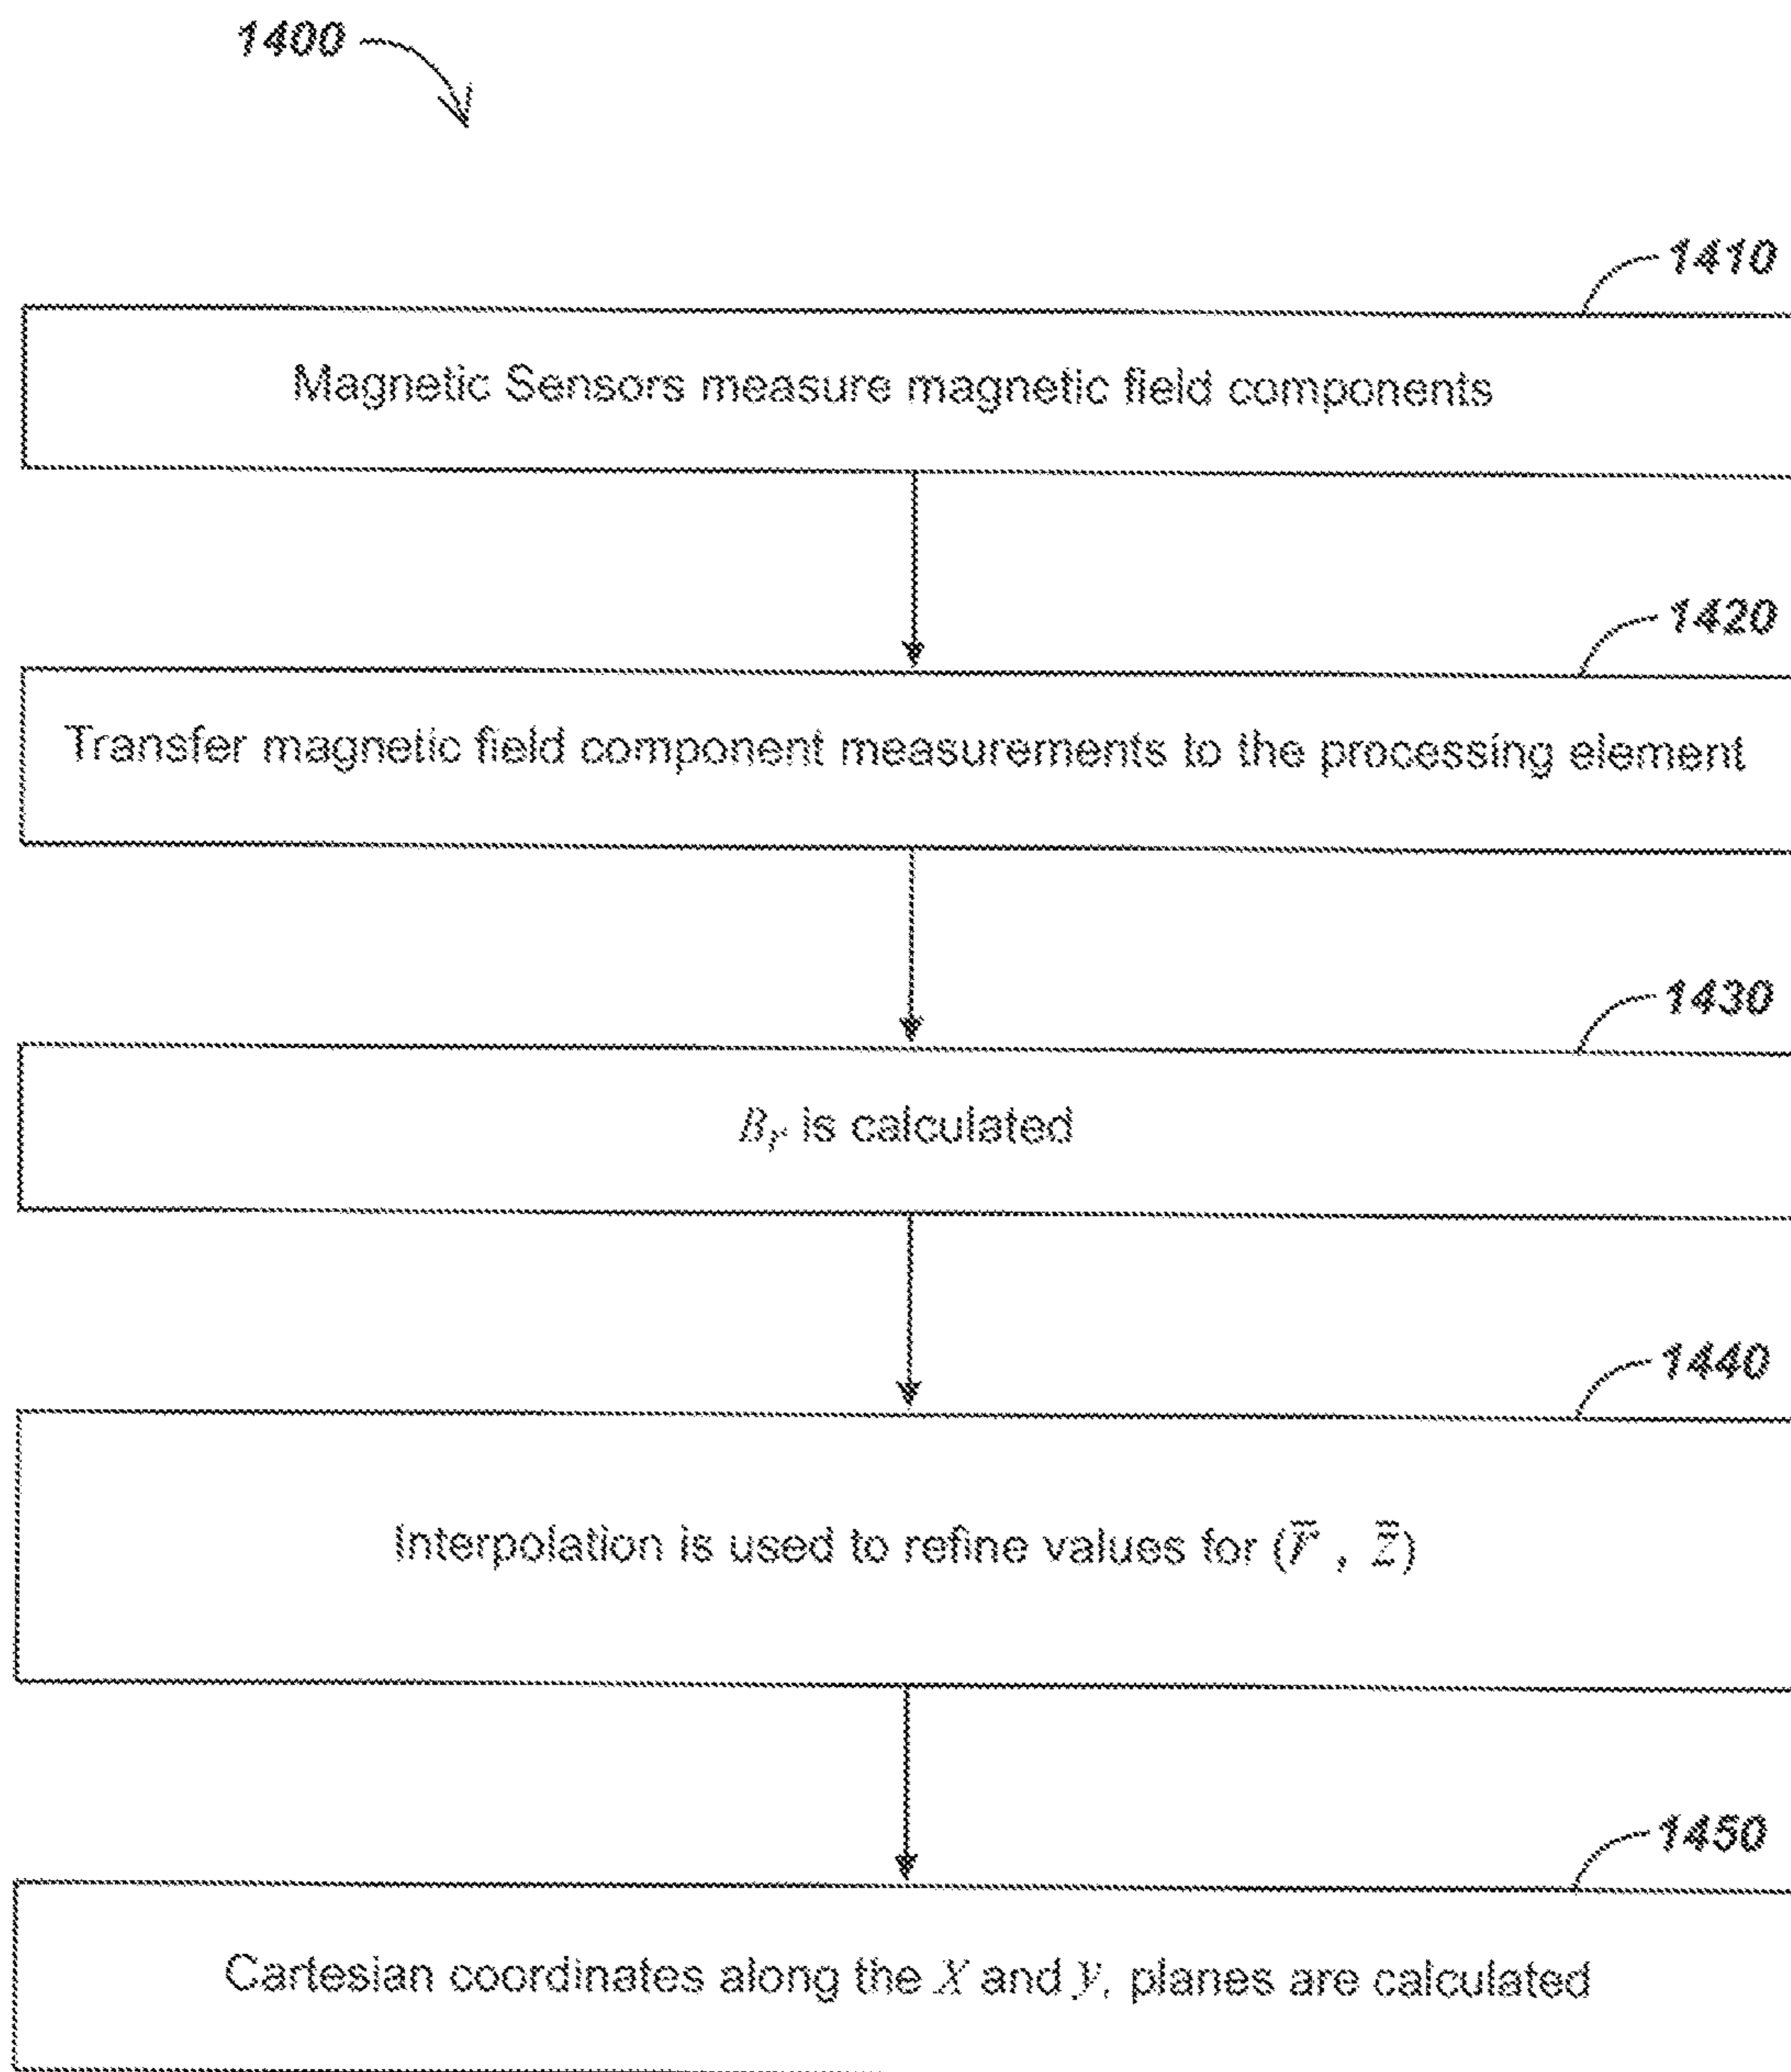 1400
1410
Magnetic Sensors measure magnetic field components
1420
Transfer magnetic field component measurements to the processing element
1430
Bᵣ is calculated
1440
Interpolation is used to refine values for (r̿ , z̿)
1450
Cartesian coordinates along the X and y, planes are calculated